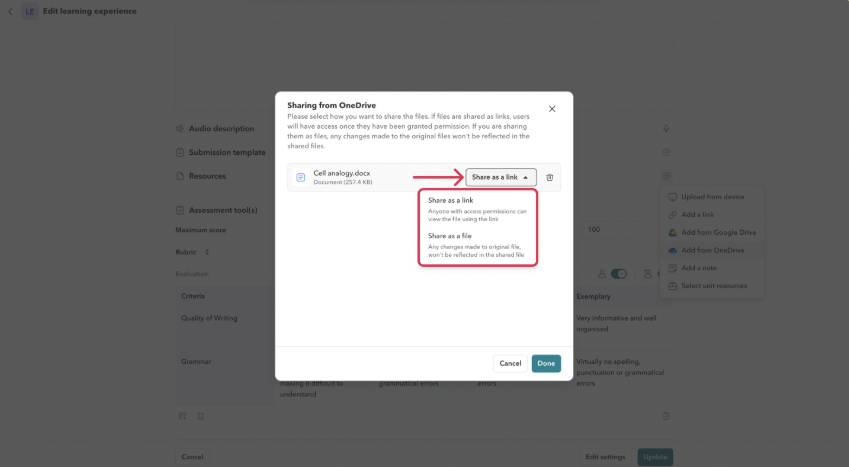 LE Edit learning experience
Sharing from OneDrive
Please select how you want to share the files. If files are shared as links, users
will have access once they have been granted permission. If you are sharing
them as files, any changes made to the original files won't be reflected in the
shared files.
Cell analogy.docx
Document (257.4 KB)
Share as a link
Share as a link
Anyone with access permissions can
view the file using the link
Share as a file
Any changes made to original file,
won't be reflected in the shared file
Cancel
Done
Audio description
Submission template
Resources
Upload from device
Add a link
Add from Google Drive
Add from OneDrive
Add a note
Select unit resources
Assessment tool(s)
Maximum score
100
Rubric
Evaluation
Criteria
Exemplary
Quality of Writing
Very informative and well
organised
Grammar
making it difficult to
understand
grammatical errors
errors
Virtually no spelling,
punctuation or grammatical
errors
Cancel
Edit settings
Update